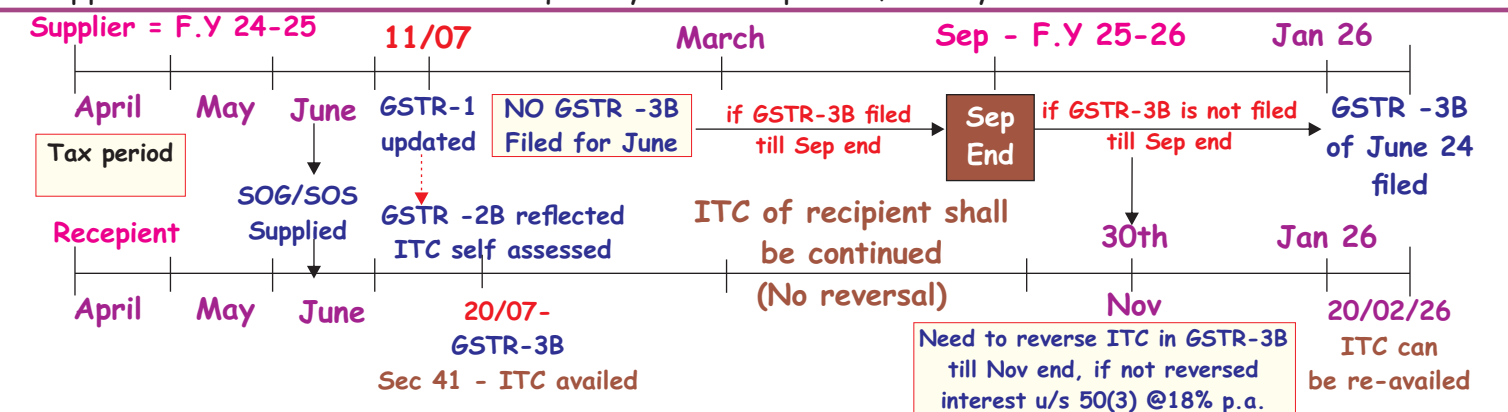 Supplier = F.Y 24-25
11/07
March
Sep - F.Y 25-26
Jan 26
April
May
June
GSTR-1
updated
NO GSTR -3B
Filed for June
if GSTR-3B filed
till Sep end
Sep
End
if GSTR-3B is not filed
till Sep end
GSTR -3B
of June 24
filed
Tax period
SOG/SOS
Supplied
GSTR -2B reflected
ITC self assessed
ITC of recipient shall
be continued
(No reversal)
Recepient
30th
Jan 26
April
May
June
20/07-
GSTR-3B
Sec 41 - ITC availed
Nov
Need to reverse ITC in GSTR-3B
till Nov end, if not reversed
interest u/s 50(3) @18% p.a.
20/02/26
ITC can
be re-availed